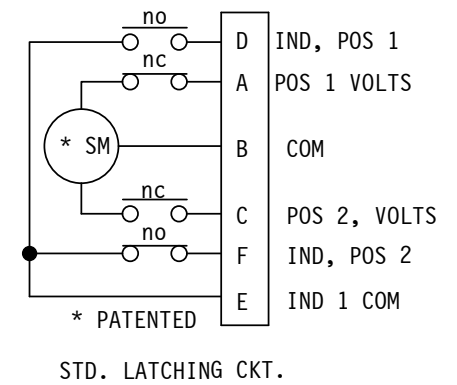 no
D IND, POS 1
nc
A POS 1 VOLTS
* SM B COM
nc
C POS 2, VOLTS
no
F IND, POS 2
E IND 1 COM
* PATENTED
STD. LATCHING CKT.